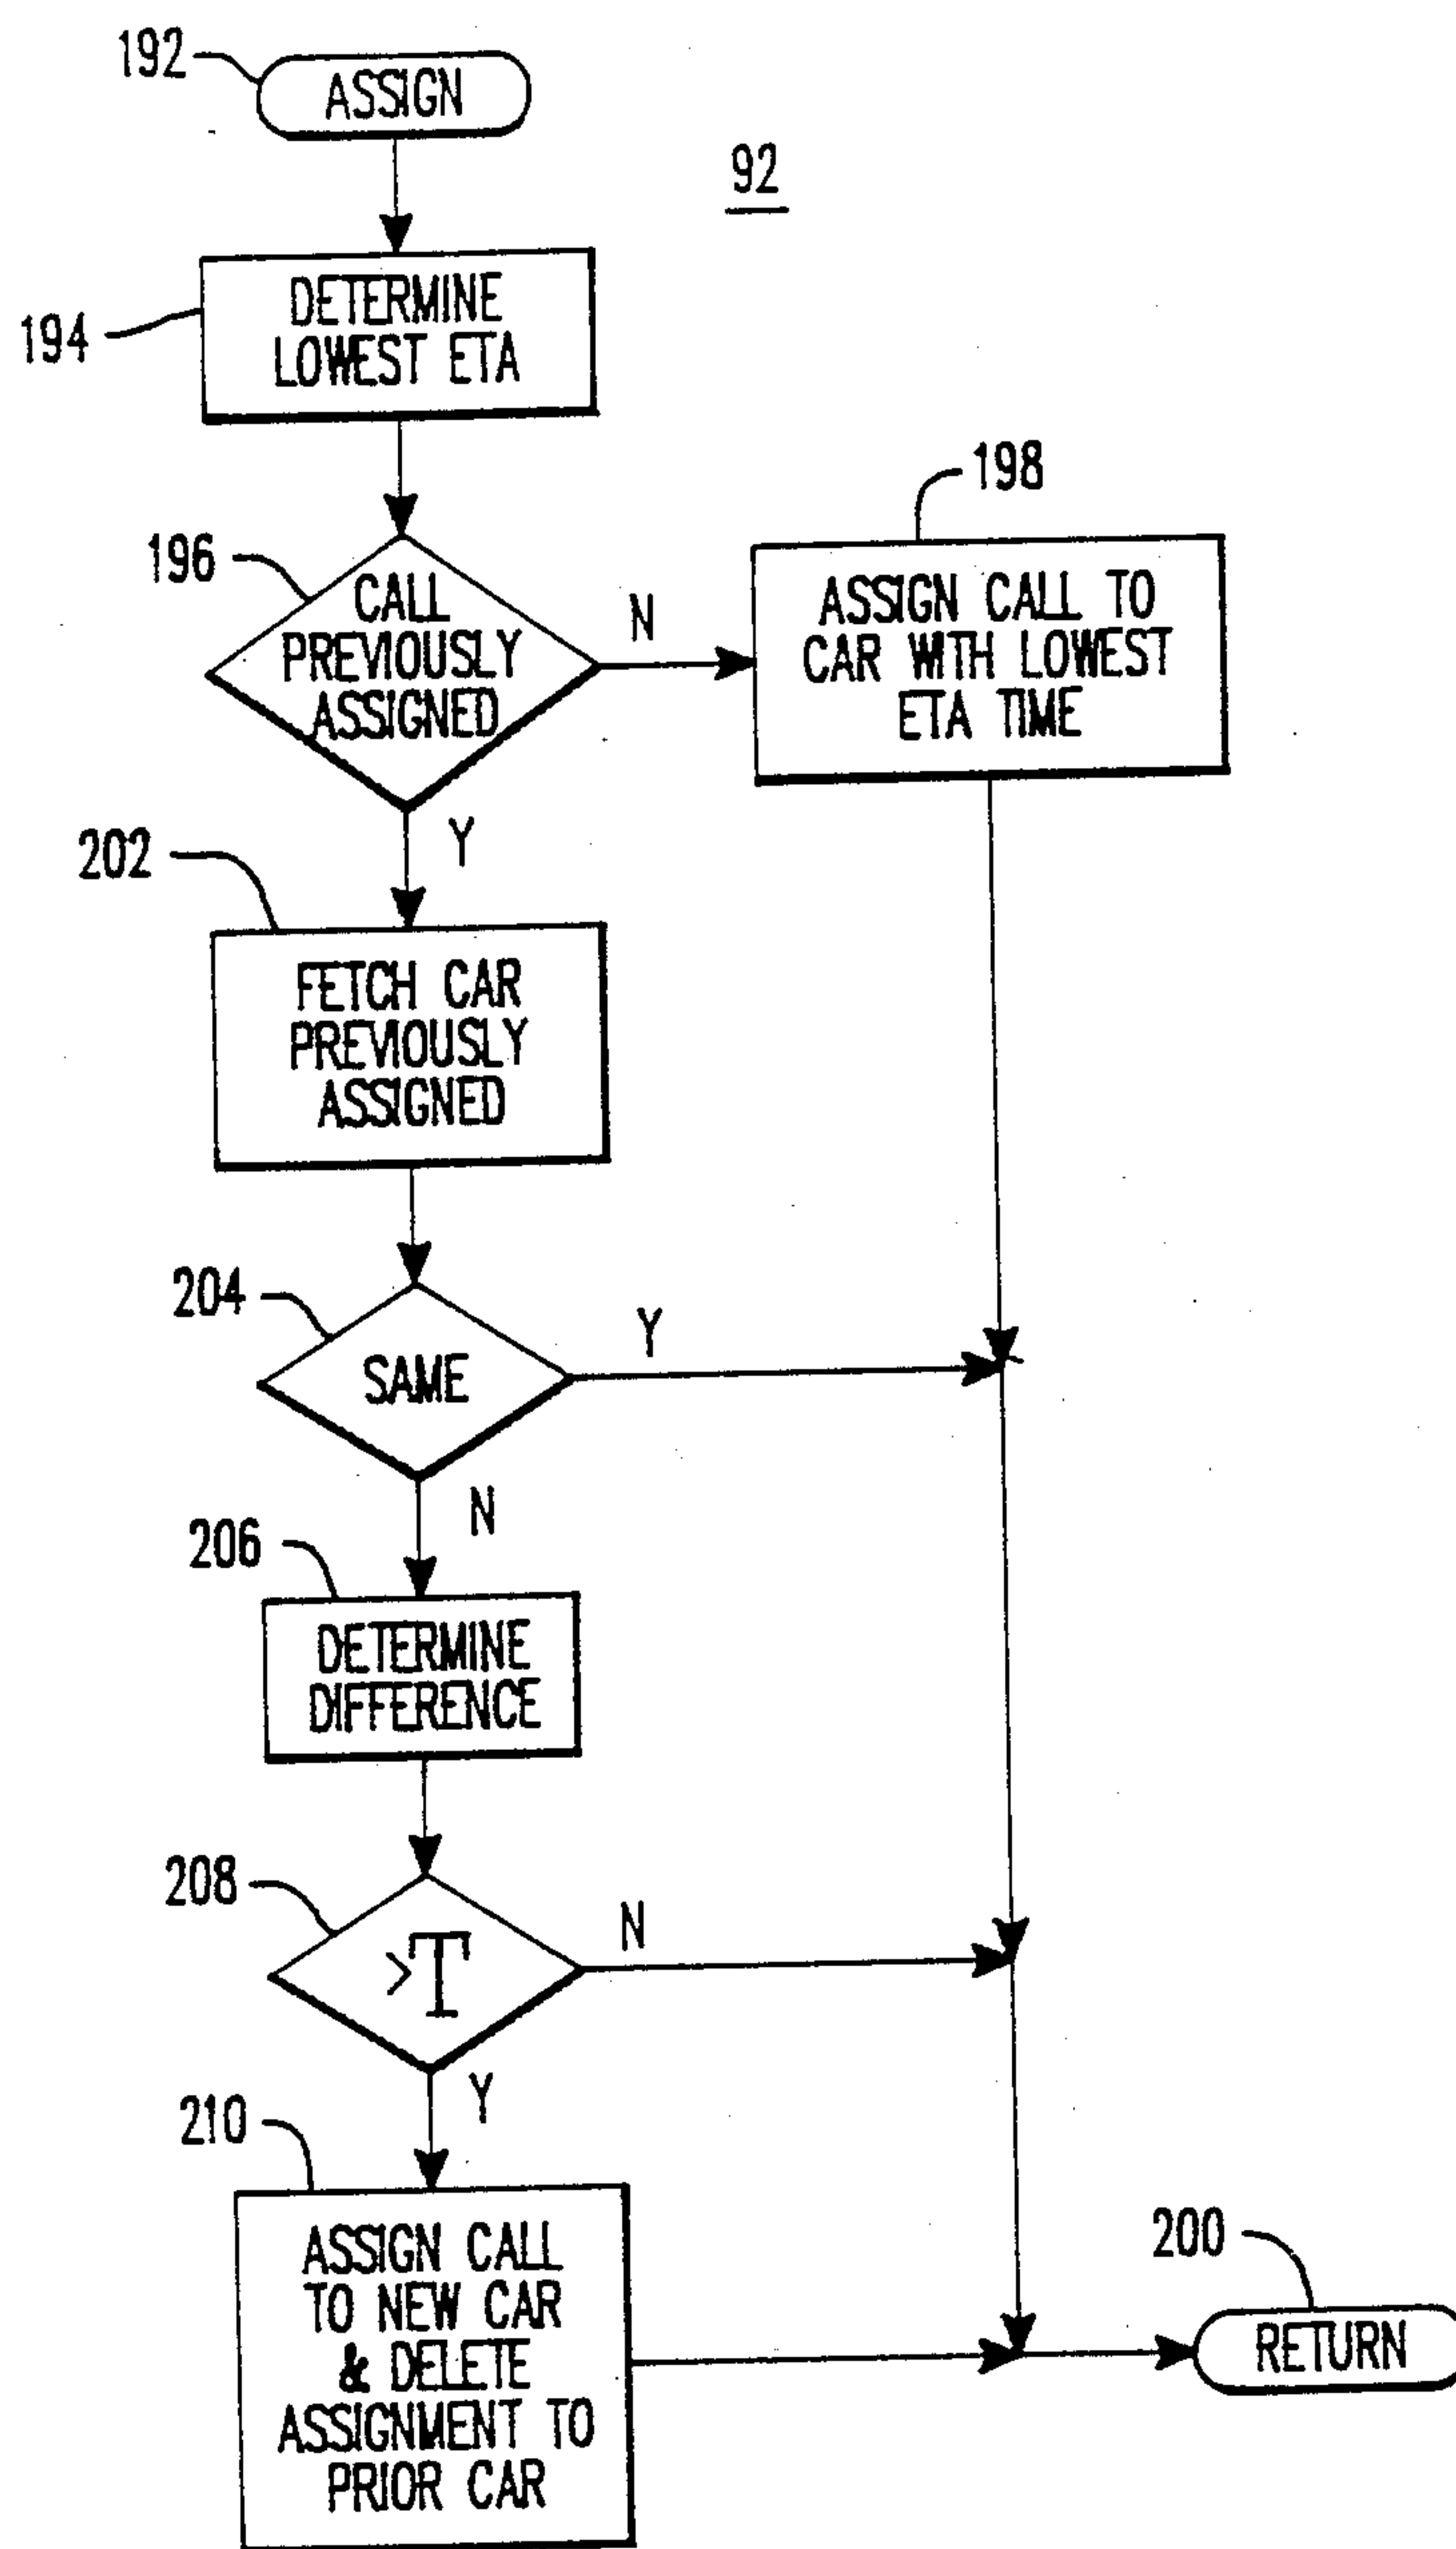 192
ASSIGN
92
194
DETERMINE
LOWEST ETA
198
196
CALL
PREVIOUSLY
ASSIGNED
N
ASSIGN CALL TO
CAR WITH LOWEST
ETA TIME
Y
202
FETCH CAR
PREVIOUSLY
ASSIGNED
204
SAME
Y
N
206
DETERMINE
DIFFERENCE
208
>T
N
Y
210
ASSIGN CALL
TO NEW CAR
& DELETE
ASSIGNMENT TO
PRIOR CAR
200
RETURN